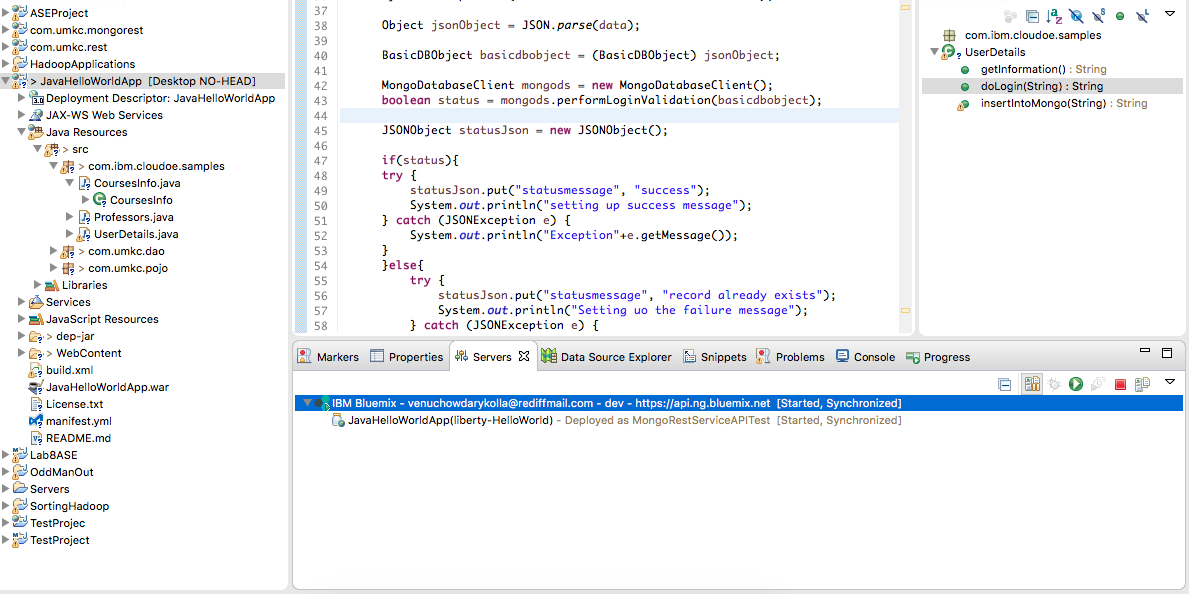 ASEProject
com.umkc.mongorest
com.umkc.rest
HadoopApplications
> JavaHelloWorldApp [Desktop NO-HEAD]
Deployment Descriptor: JavaHelloWorldApp
JAX-WS Web Services
Java Resources
> src
> com.ibm.cloudoe.samples
CoursesInfo.java
CoursesInfo
Professors.java
UserDetails.java
> com.umkc.dao
> com.umkc.pojo
Libraries
Services
JavaScript Resources
> dep-jar
> WebContent
build.xml
JavaHelloWorldApp.war
License.txt
manifest.yml
README.md
Lab8ASE
OddManOut
Servers
SortingHadoop
TestProjec
TestProject
37
38 Object jsonObject = JSON.parse(data);
39
40 BasicDBObject basicdbobject = (BasicDBObject) jsonObject;
41
42 MongoDatabaseClient mongods = new MongoDatabaseClient();
43 boolean status = mongods.performLoginValidation(basicdbobject);
44
45 JSONObject statusJson = new JSONObject();
46
47 if(status){
48 try {
49 statusJson.put("statusmessage", "success");
50 System.out.println("setting up success message");
51 } catch (JSONException e) {
52 System.out.println("Exception"+e.getMessage());
53 }
54 }else{
55 try {
56 statusJson.put("statusmessage", "record already exists");
57 System.out.println("Setting uo the failure message");
58 } catch (JSONException e) {
com.ibm.cloudoe.samples
UserDetails
getInformation() : String
doLogin(String) : String
insertIntoMongo(String) : String
Markers Properties Servers Data Source Explorer Snippets Problems Console Progress
IBM Bluemix - venuchowdarykolla@rediffmail.com - dev - https://api.ng.bluemix.net [Started, Synchronized]
JavaHelloWorldApp(liberty-HelloWorld) - Deployed as MongoRestServiceAPITest [Started, Synchronized]